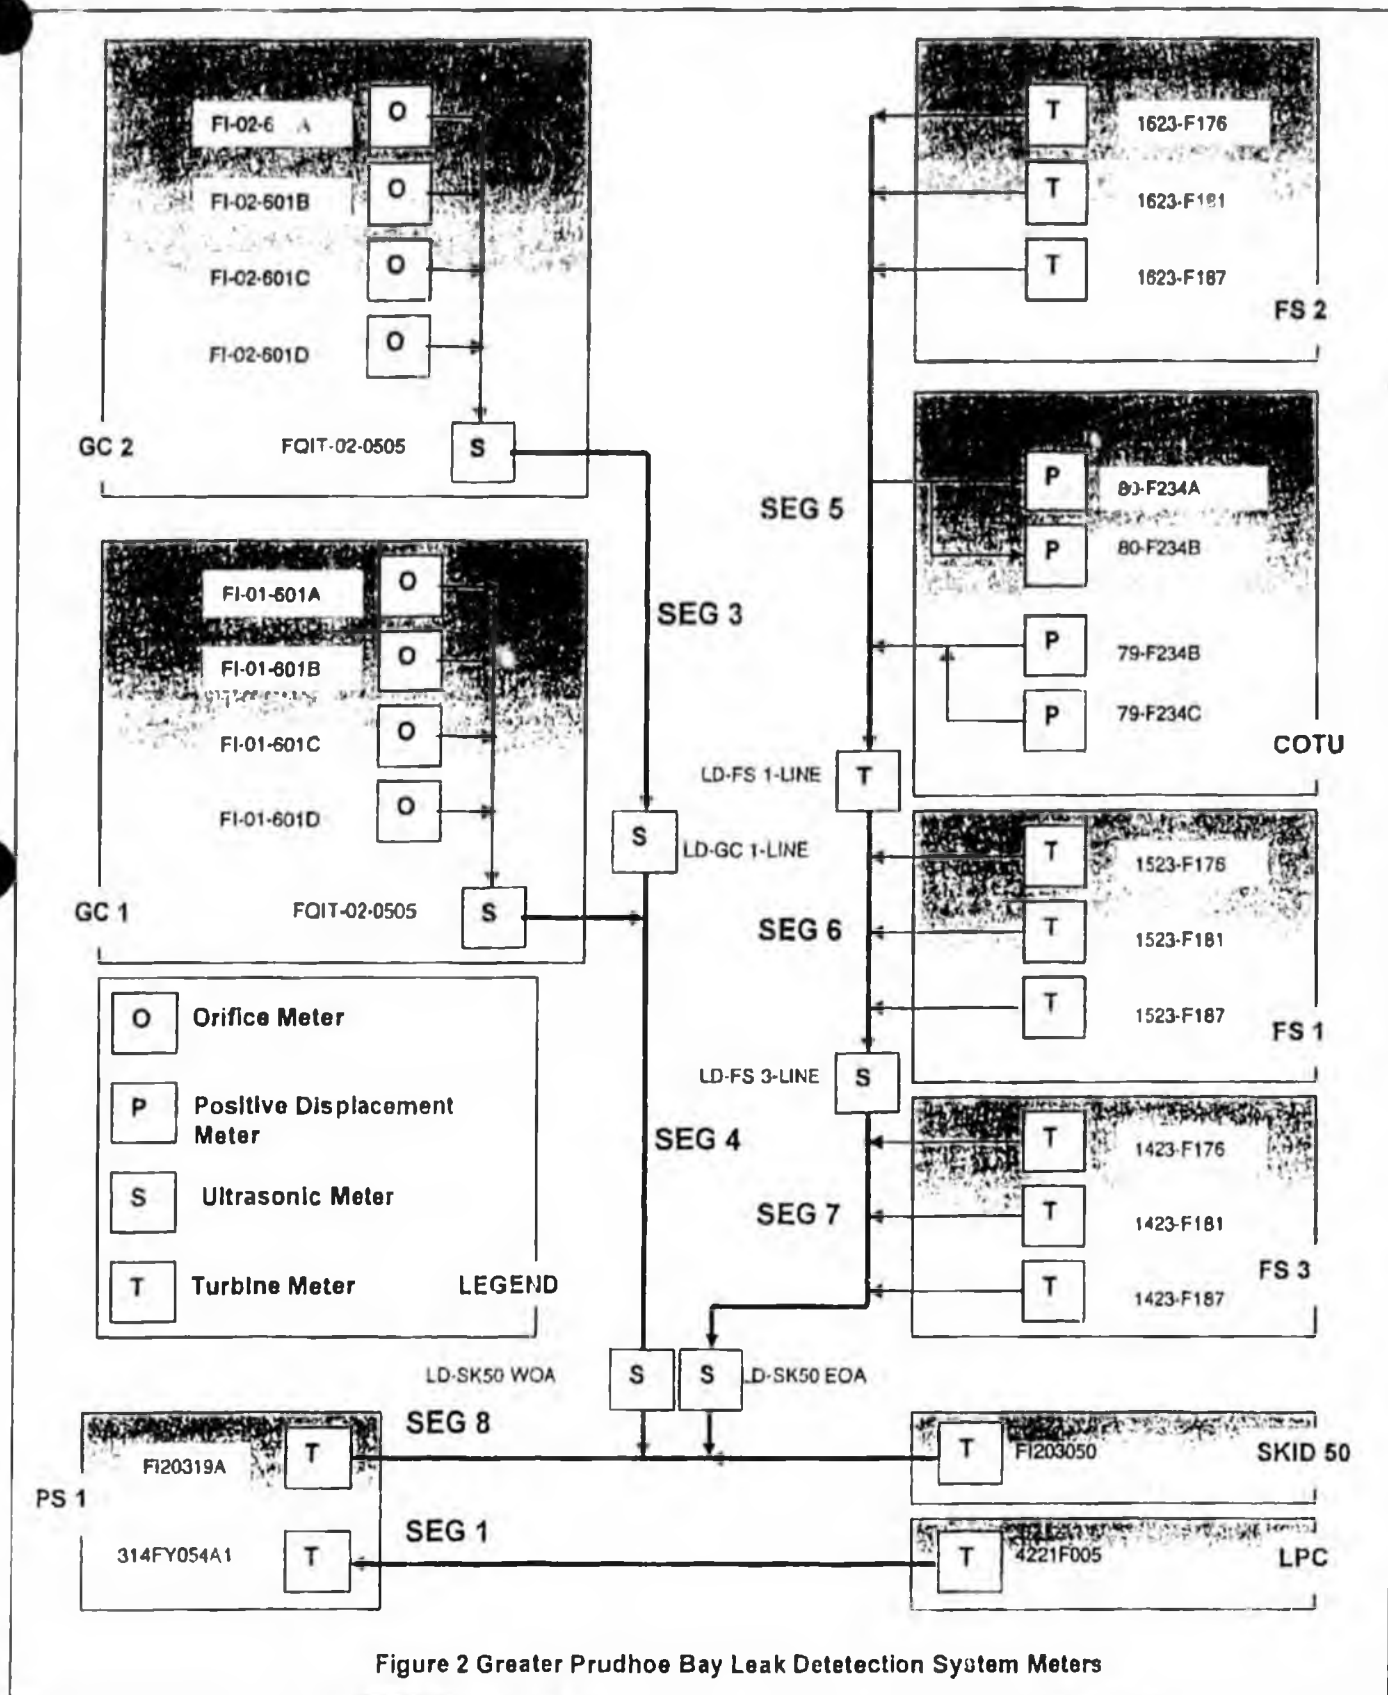 O
FI-02-6 A
O
FI-02-601B
O
FI-02-601C
O
FI-02-601D
GC 2
FQIT-02-0505
S
O
FI-01-601A
O
FI-01-601B
O
FI-01-601C
O
FI-01-601D
GC 1
FQIT-02-0505
S
SEG 3
S
LD-GC 1-LINE
SEG 4
O
Orifice Meter
P
Positive Displacement
Meter
S
Ultrasonic Meter
T
Turbine Meter
LEGEND
T
1623-F176
T
1623-F181
T
1623-F187
FS 2
SEG 5
P
80-F234A
P
80-F234B
P
79-F234B
P
79-F234C
COTU
LD-FS 1-LINE
T
T
1523-F176
SEG 6
T
1523-F181
T
1523-F187
FS 1
LD-FS 3-LINE
S
T
1423-F176
SEG 7
T
1423-F181
FS 3
T
1423-F187
LD-SK50 WOA
S
S
LD-SK50 EOA
SEG 8
FI20319A
T
T
FI203050
SKID 50
PS 1
SEG 1
314FY054A1
T
T
4221F005
LPC
Figure 2 Greater Prudhoe Bay Leak Detetection System Meters